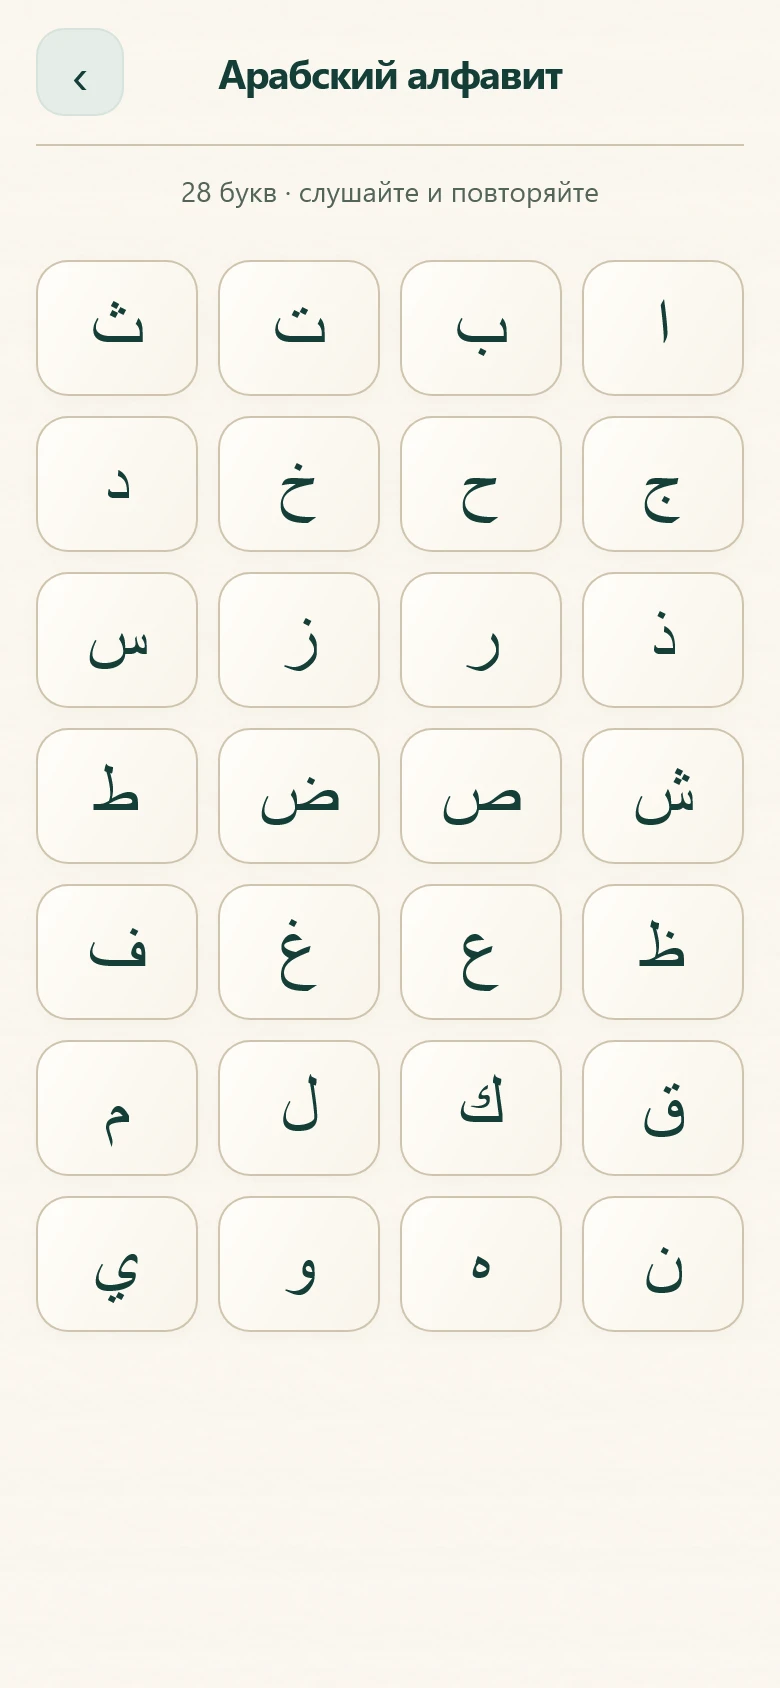 ‹
Арабский алфавит
28 букв · слушайте и повторяйте
ا ب ت ث
ج ح خ د
ذ ر ز س
ش ص ض ط
ظ ع غ ف
ق ك ل م
ن ه و ي